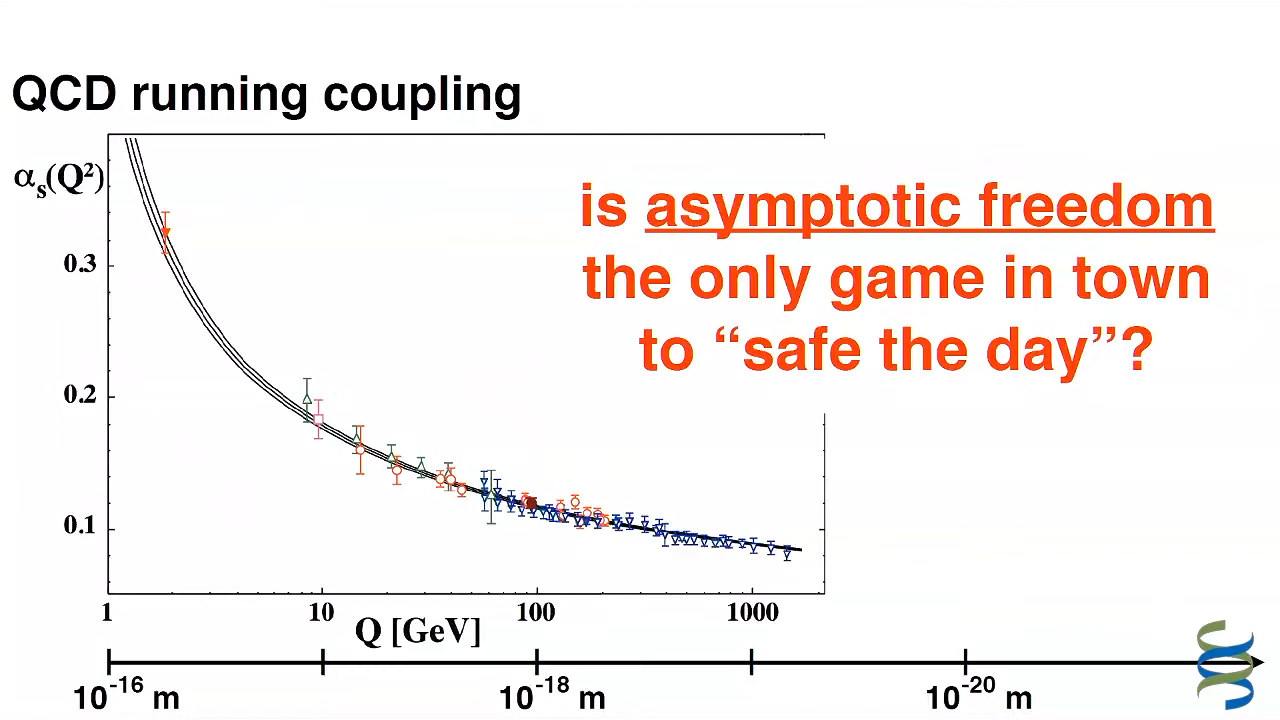 QCD running coupling
αs(Q²)
is asymptotic freedom
the only game in town
to “safe the day”?
0.3
0.2
0.1
1 10 100 1000
Q [GeV]
10⁻¹⁶ m 10⁻¹⁸ m 10⁻²⁰ m